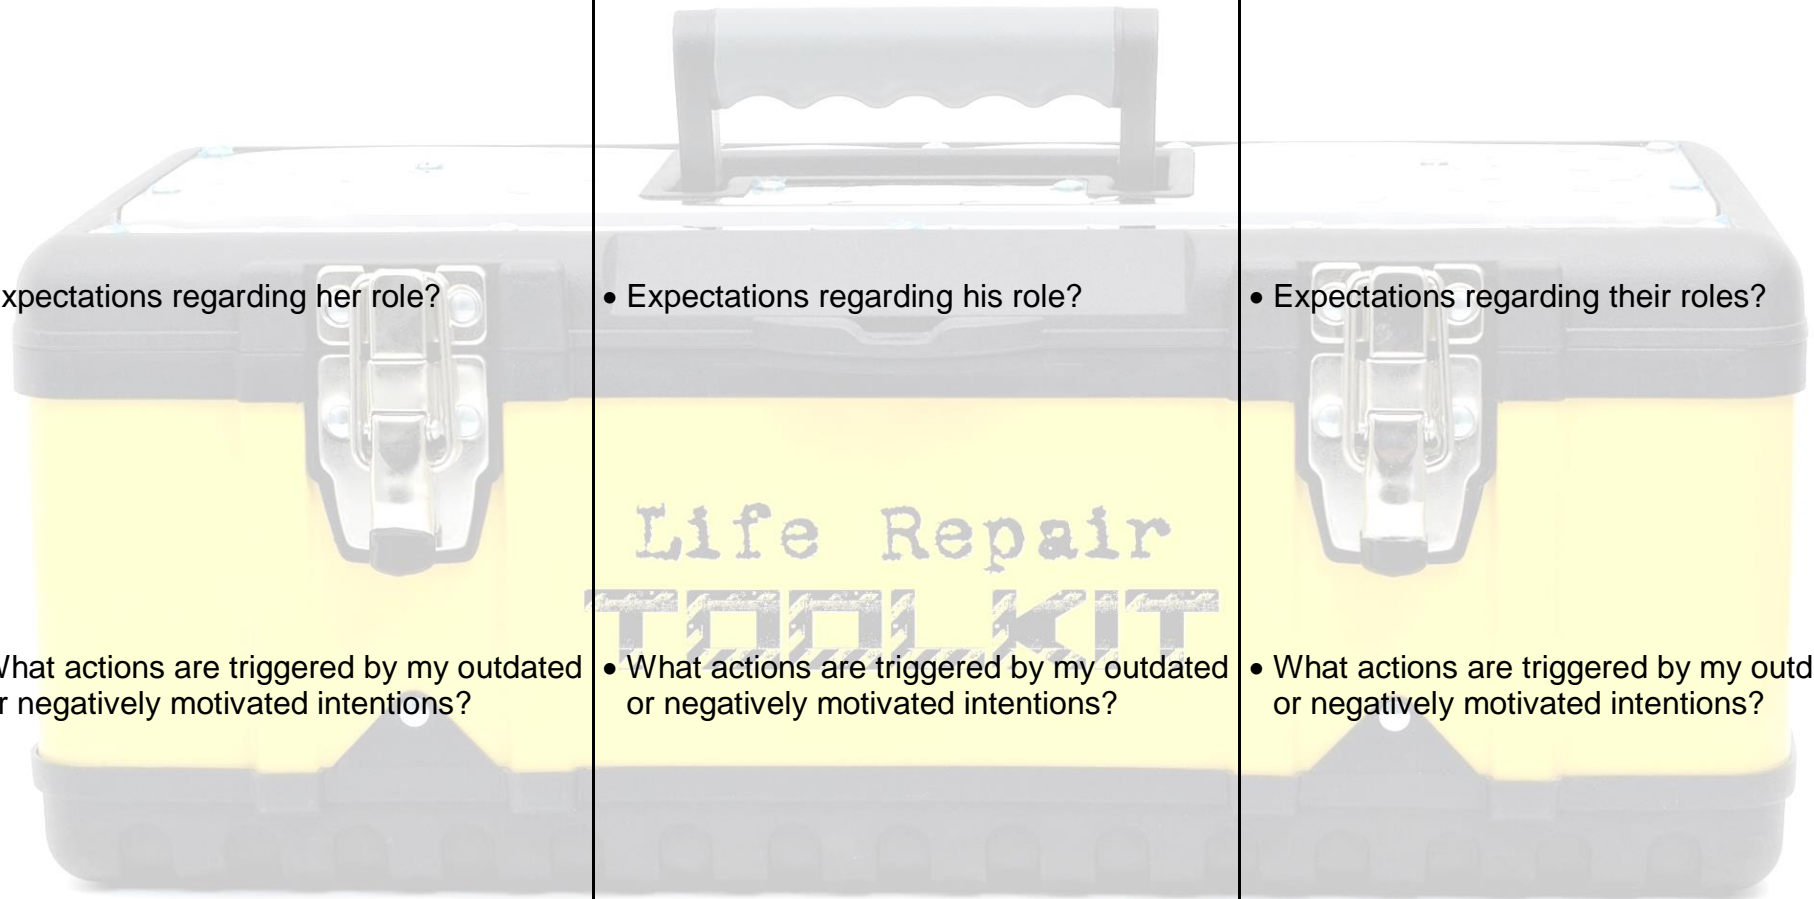 xpectations regarding her role?
• Expectations regarding his role?
• Expectations regarding their roles?
Life Repair
TOOLKIT
What actions are triggered by my outdated
r negatively motivated intentions?
• What actions are triggered by my outdated
or negatively motivated intentions?
• What actions are triggered by my outd
or negatively motivated intentions?